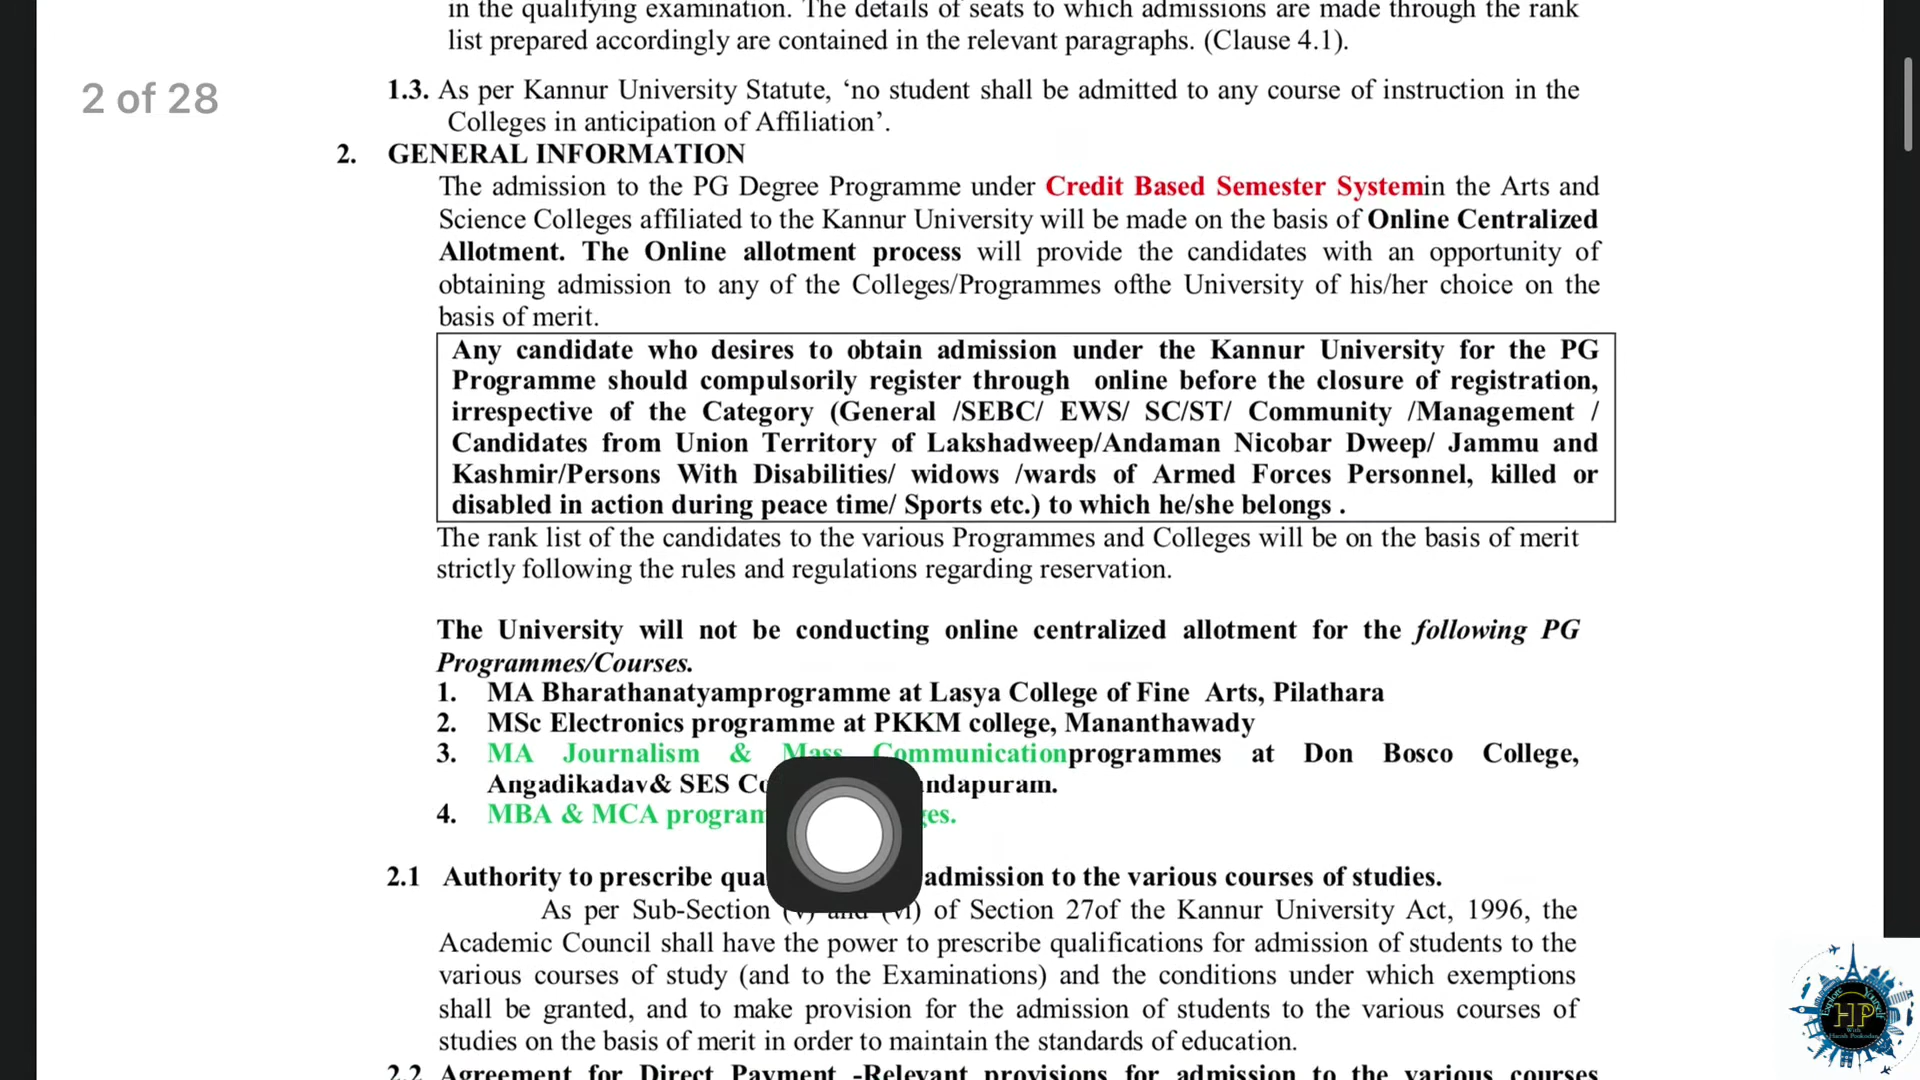 in the qualifying examination. The details of seats to which admissions are made through the rank
list prepared accordingly are contained in the relevant paragraphs. (Clause 4.1).
2 of 28
1.3. As per Kannur University Statute, ‘no student shall be admitted to any course of instruction in the
Colleges in anticipation of Affiliation’.
2. GENERAL INFORMATION
The admission to the PG Degree Programme under Credit Based Semester Systemin the Arts and
Science Colleges affiliated to the Kannur University will be made on the basis of Online Centralized
Allotment. The Online allotment process will provide the candidates with an opportunity of
obtaining admission to any of the Colleges/Programmes ofthe University of his/her choice on the
basis of merit.
Any candidate who desires to obtain admission under the Kannur University for the PG
Programme should compulsorily register through online before the closure of registration,
irrespective of the Category (General /SEBC/ EWS/ SC/ST/ Community /Management /
Candidates from Union Territory of Lakshadweep/Andaman Nicobar Dweep/ Jammu and
Kashmir/Persons With Disabilities/ widows /wards of Armed Forces Personnel, killed or
disabled in action during peace time/ Sports etc.) to which he/she belongs .
The rank list of the candidates to the various Programmes and Colleges will be on the basis of merit
strictly following the rules and regulations regarding reservation.
The University will not be conducting online centralized allotment for the following PG
Programmes/Courses.
1. MA Bharathanatyamprogramme at Lasya College of Fine Arts, Pilathara
2. MSc Electronics programme at PKKM college, Mananthawady
3. MA Journalism & Mass Communicationprogrammes at Don Bosco College,
Angadikadav& SES Co ndapuram.
4. MBA & MCA program es.
2.1 Authority to prescribe qua admission to the various courses of studies.
As per Sub-Section (v) and (vi) of Section 27of the Kannur University Act, 1996, the
Academic Council shall have the power to prescribe qualifications for admission of students to the
various courses of study (and to the Examinations) and the conditions under which exemptions
shall be granted, and to make provision for the admission of students to the various courses of
studies on the basis of merit in order to maintain the standards of education.
2.2 Agreement for Direct Payment -Relevant provisions for admission to the various courses
HP
With